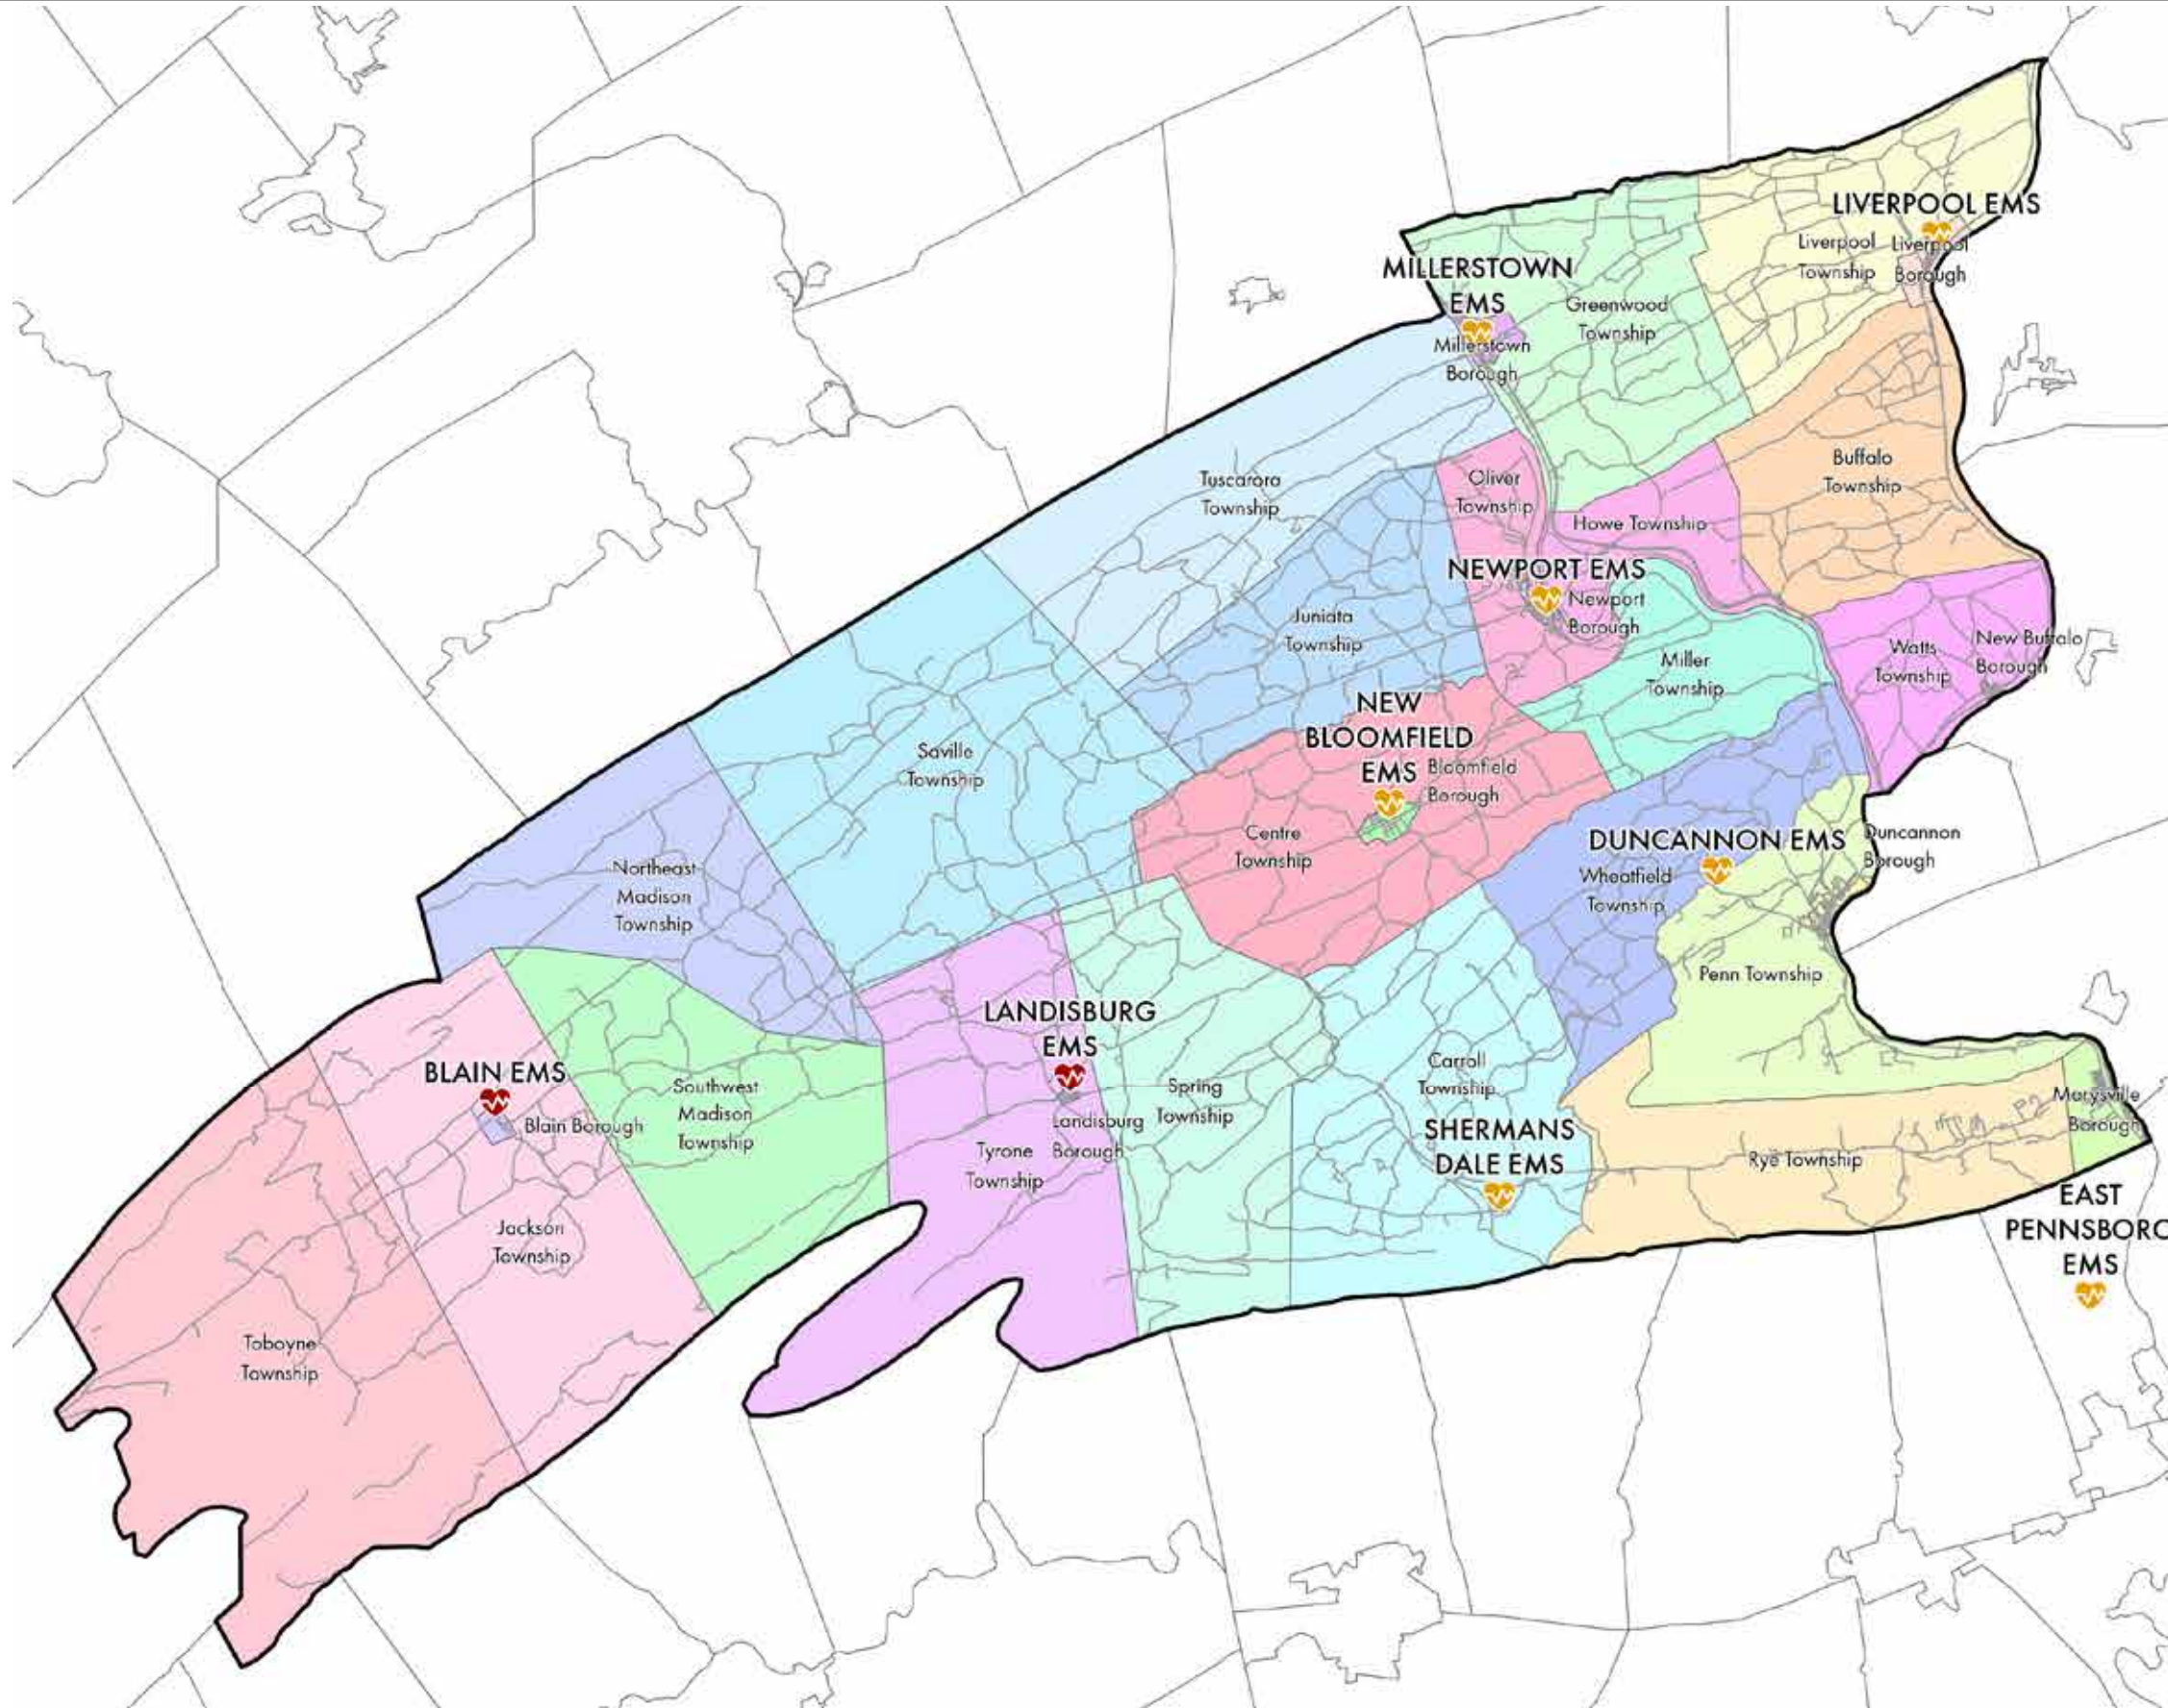 LIVERPOOL EMS
Liverpool
Township
Liverpool
Borough
MILLERSTOWN
EMS
Millerstown
Borough
Greenwood
Township
Buffalo
Township
Tuscarora
Township
Oliver
Township
Howe Township
NEWPORT EMS
Newport
Borough
Juniata
Township
Miller
Township
Watts
Township
New Buffalo
Borough
NEW
BLOOMFIELD
EMS
Bloomfield
Borough
Saville
Township
Centre
Township
DUNCANNON EMS
Duncannon
Borough
Wheatfield
Township
Northeast
Madison
Township
Penn Township
LANDISBURG
EMS
Landisburg
Borough
BLAIN EMS
Blain Borough
Southwest
Madison
Township
Spring
Township
Carroll
Township
SHERMANS
DALE EMS
Marysville
Borough
Tyrone
Township
Rye Township
Jackson
Township
EAST
PENNSBORO
EMS
Toboyne
Township